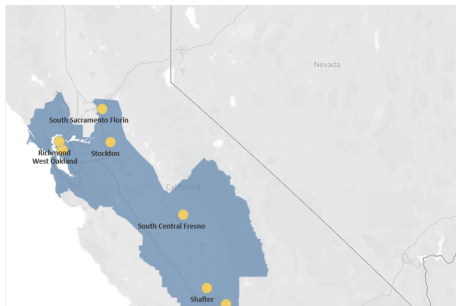 Nevada
South Sacramento Florin
Richmond
West Oakland
Stockton
California
South Central Fresno
Shafter